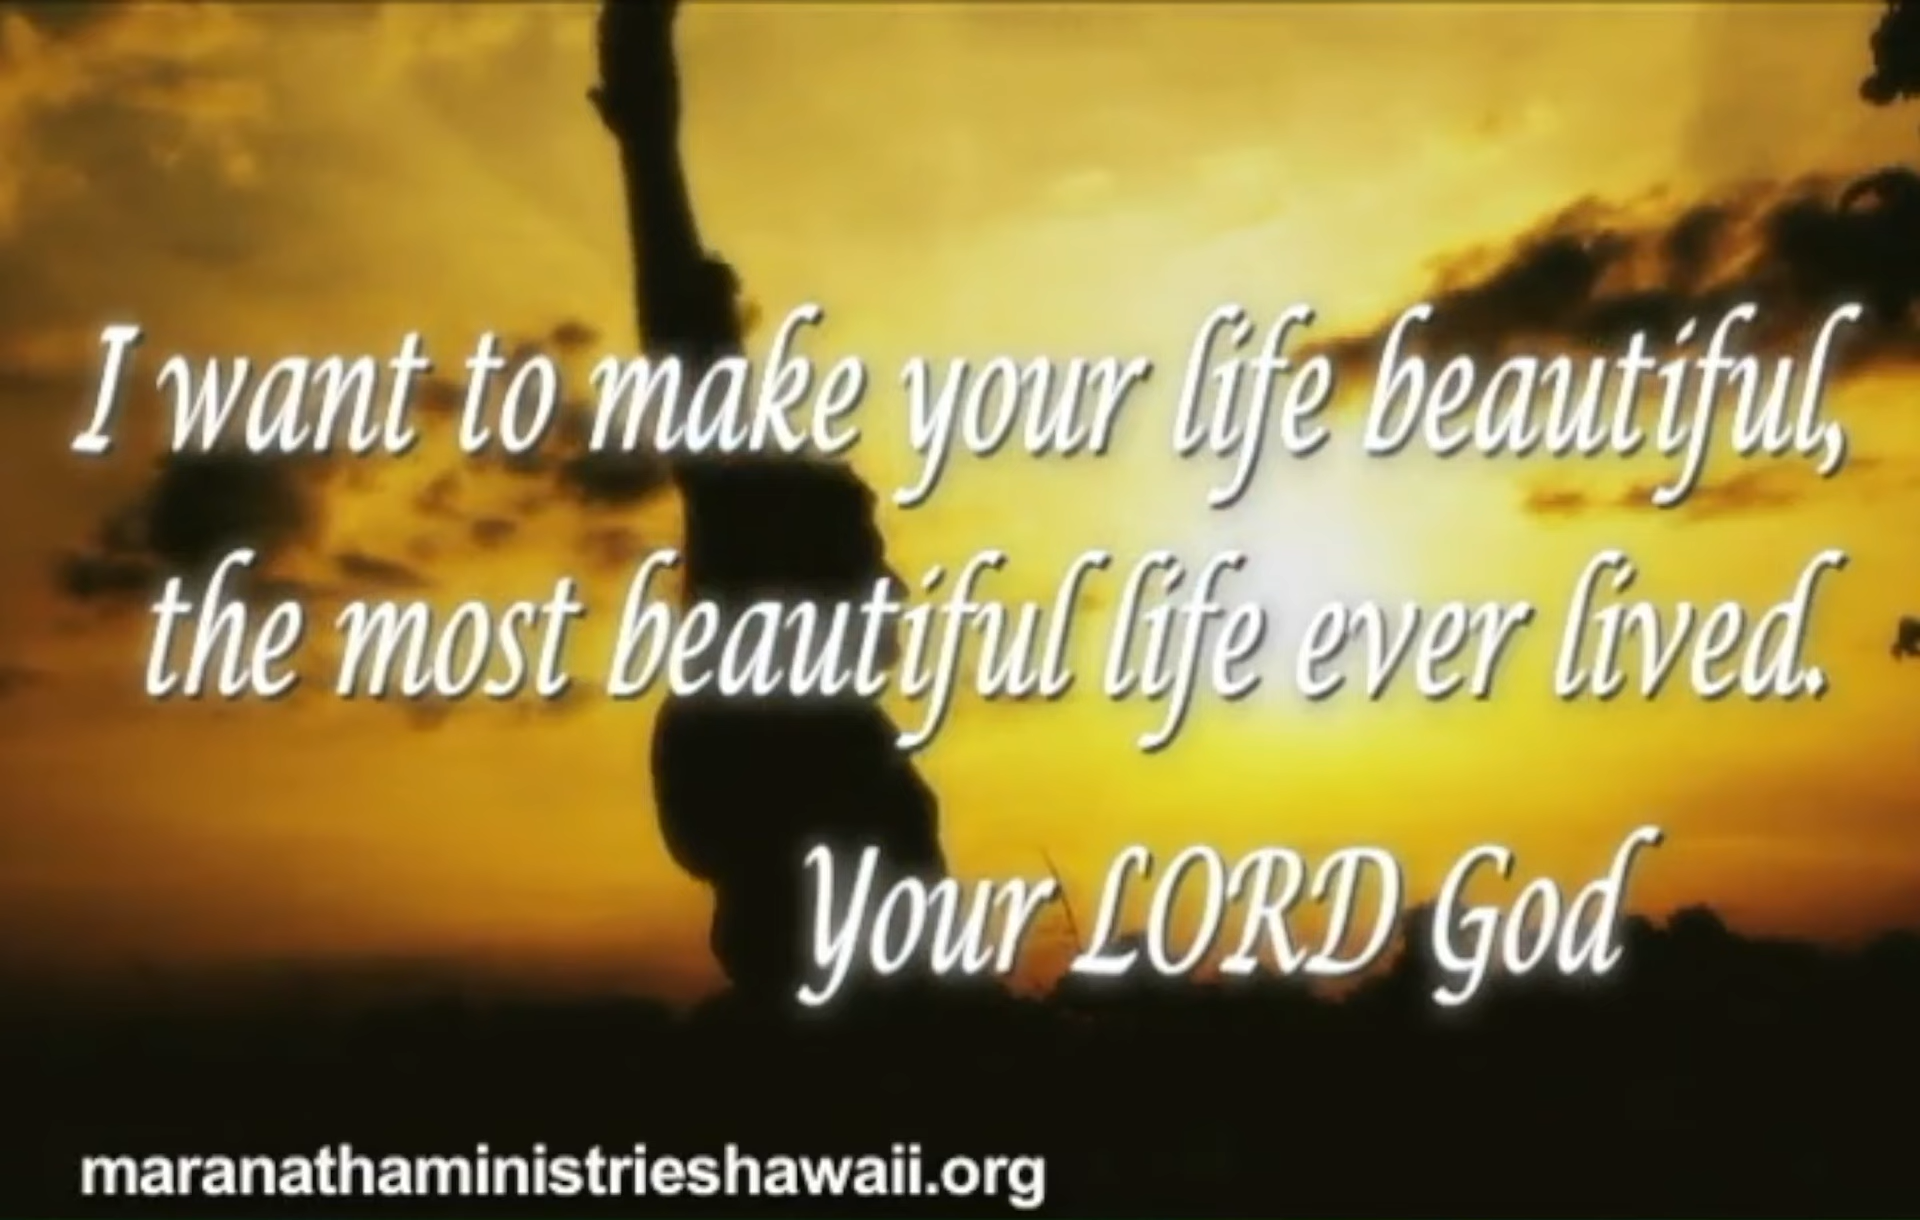 I want to make your life beautiful,
the most beautiful life ever lived.
Your LORD God
maranathaministrieshawaii.org